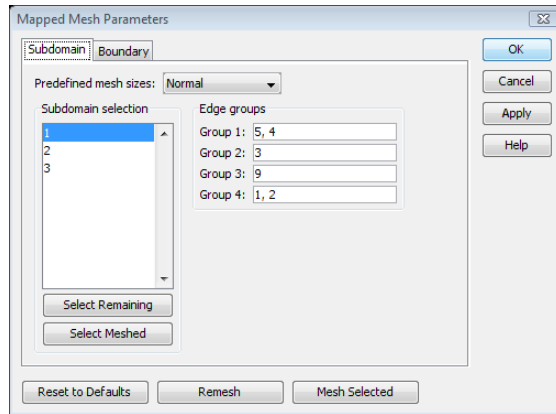 Mapped Mesh Parameters
Subdomain Boundary
Predefined mesh sizes: Normal
Subdomain selection
1
2
3
Select Remaining
Select Meshed
Edge groups
Group 1: 5, 4
Group 2: 3
Group 3: 9
Group 4: 1, 2
OK
Cancel
Apply
Help
Reset to Defaults Remesh Mesh Selected